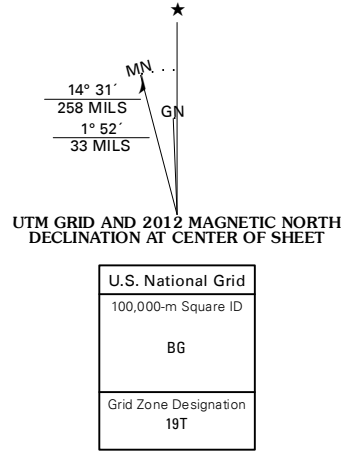 ★
MN
14° 31´
258 MILS
GN
1° 52´
33 MILS
UTM GRID AND 2012 MAGNETIC NORTH
DECLINATION AT CENTER OF SHEET
U.S. National Grid
100,000-m Square ID
BG
Grid Zone Designation
19T